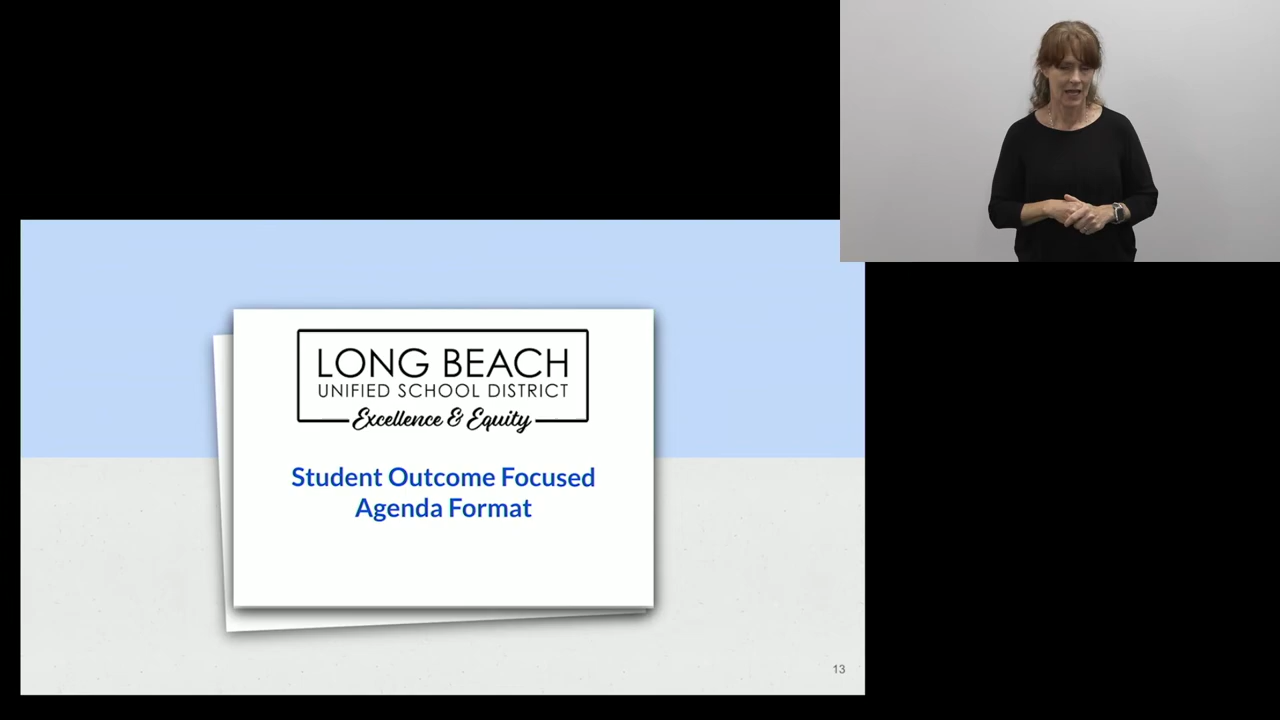 LONG BEACH
UNIFIED SCHOOL DISTRICT
Excellence & Equity
Student Outcome Focused
Agenda Format
13